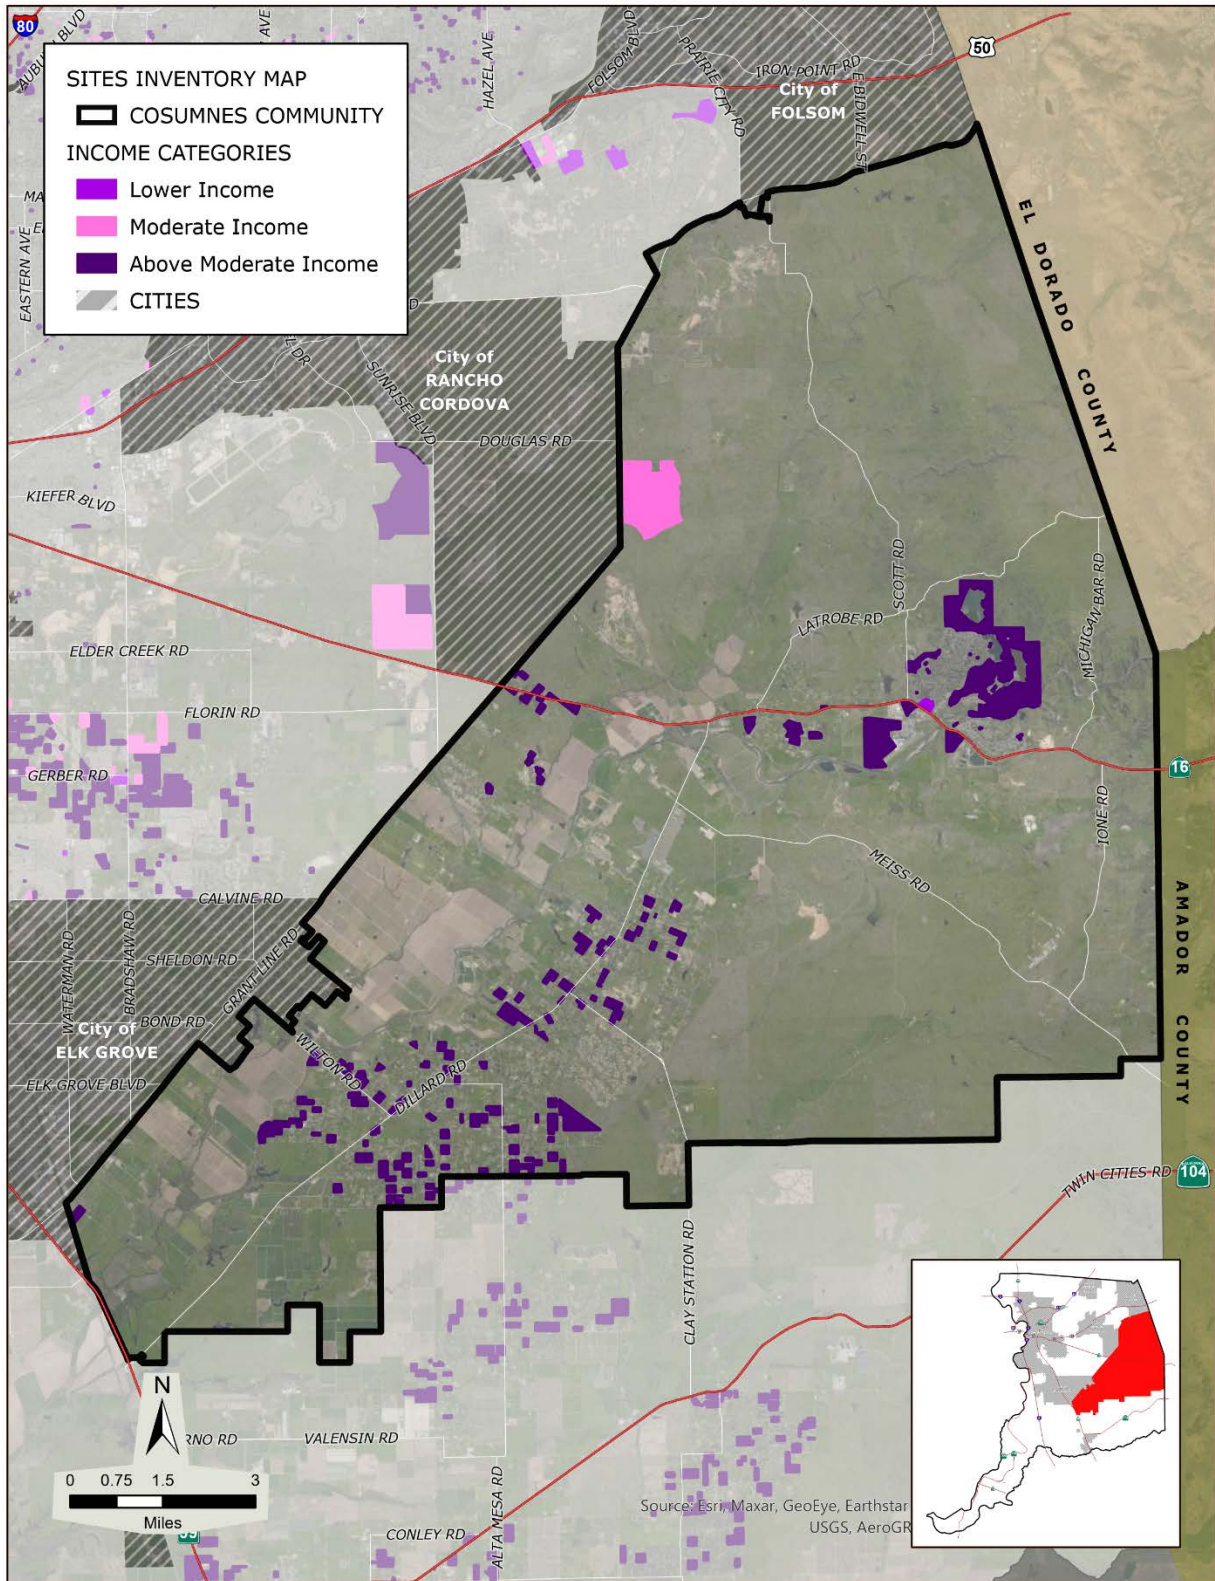 80
AVE
HAZEL AVE
FOLSOM BLVD
PRAIRIE CITY RD
IRON POINT RD
E BIDWELL ST
50
City of
FOLSOM
SITES INVENTORY MAP
COSUMNES COMMUNITY
INCOME CATEGORIES
Lower Income
Moderate Income
Above Moderate Income
CITIES
EASTERN AVE
EL DORADO COUNTY
SUNRISE BLVD
City of
RANCHO
CORDOVA
DOUGLAS RD
KIEFER BLVD
SCOTT RD
LATROBE RD
MICHIGAN BAR RD
ELDER CREEK RD
FLORIN RD
GERBER RD
16
IONE RD
MEISS RD
CALVINE RD
WATERMAN RD
BRADSHAW RD
SHELDON RD
GRANT LINE RD
BOND RD
City of
ELK GROVE
ELK GROVE BLVD
WILTON RD
DILLARD RD
AMADOR COUNTY
TWIN CITIES RD
104
CLAY STATION RD
N
RNO RD
VALENSIN RD
0 0.75 1.5 3
Miles
99
CONLEY RD
ALTA MESA RD
Source: Esri, Maxar, GeoEye, Earthstar
USGS, AeroGR